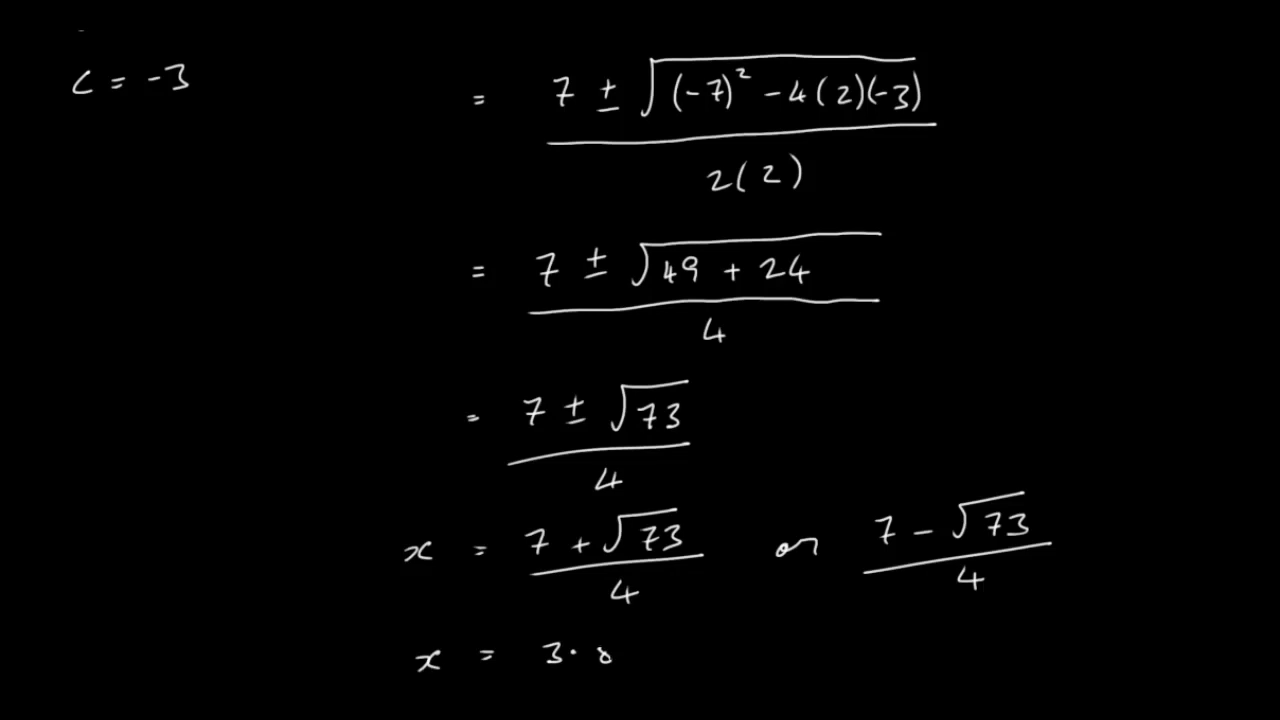 c = -3
= 7 ± √(-7)² - 4(2)(-3)
2(2)
= 7 ± √49 + 24
4
= 7 ± √73
4
x = 7 + √73 or 7 - √73
4 4
x = 3.8